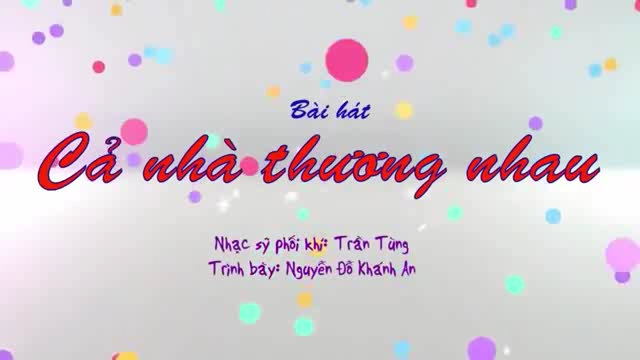 Bài hát
Cả nhà thương nhau
Nhạc sỹ phối khí: Trần Tùng
Trình bày: Nguyễn Đỗ Khánh An